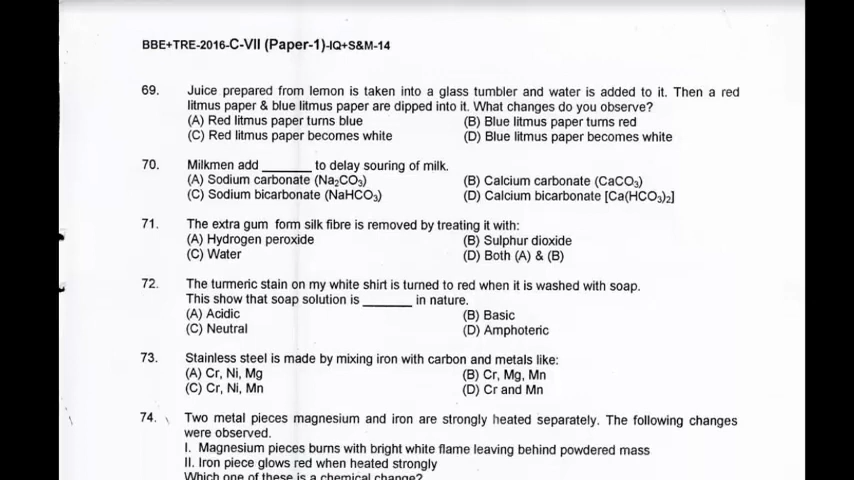 BBE+TRE-2016-C-VII (Paper-1)-IQ+S&M-14
69. Juice prepared from lemon is taken into a glass tumbler and water is added to it. Then a red
litmus paper & blue litmus paper are dipped into it. What changes do you observe?
(A) Red litmus paper turns blue (B) Blue litmus paper turns red
(C) Red litmus paper becomes white (D) Blue litmus paper becomes white
70. Milkmen add ______ to delay souring of milk.
(A) Sodium carbonate (Na₂CO₃) (B) Calcium carbonate (CaCO₃)
(C) Sodium bicarbonate (NaHCO₃) (D) Calcium bicarbonate [Ca(HCO₃)₂]
71. The extra gum form silk fibre is removed by treating it with:
(A) Hydrogen peroxide (B) Sulphur dioxide
(C) Water (D) Both (A) & (B)
72. The turmeric stain on my white shirt is turned to red when it is washed with soap.
This show that soap solution is ______ in nature.
(A) Acidic (B) Basic
(C) Neutral (D) Amphoteric
73. Stainless steel is made by mixing iron with carbon and metals like:
(A) Cr, Ni, Mg (B) Cr, Mg, Mn
(C) Cr, Ni, Mn (D) Cr and Mn
74. Two metal pieces magnesium and iron are strongly heated separately. The following changes
were observed.
I. Magnesium pieces burns with bright white flame leaving behind powdered mass
II. Iron piece glows red when heated strongly
Which one of these is a chemical change?